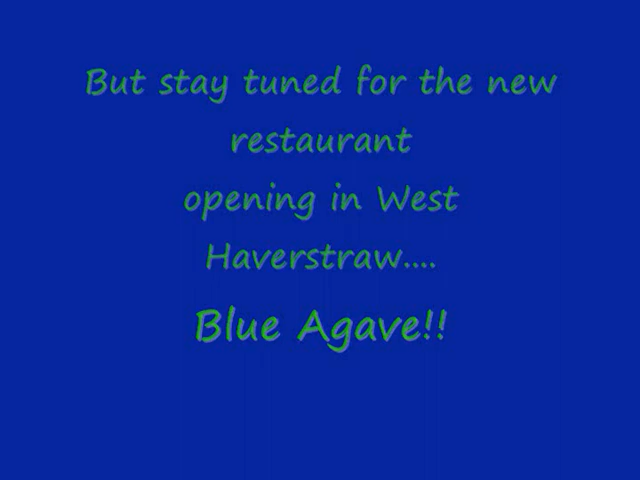 But stay tuned for the new
restaurant
opening in West
Haverstraw....
Blue Agave!!